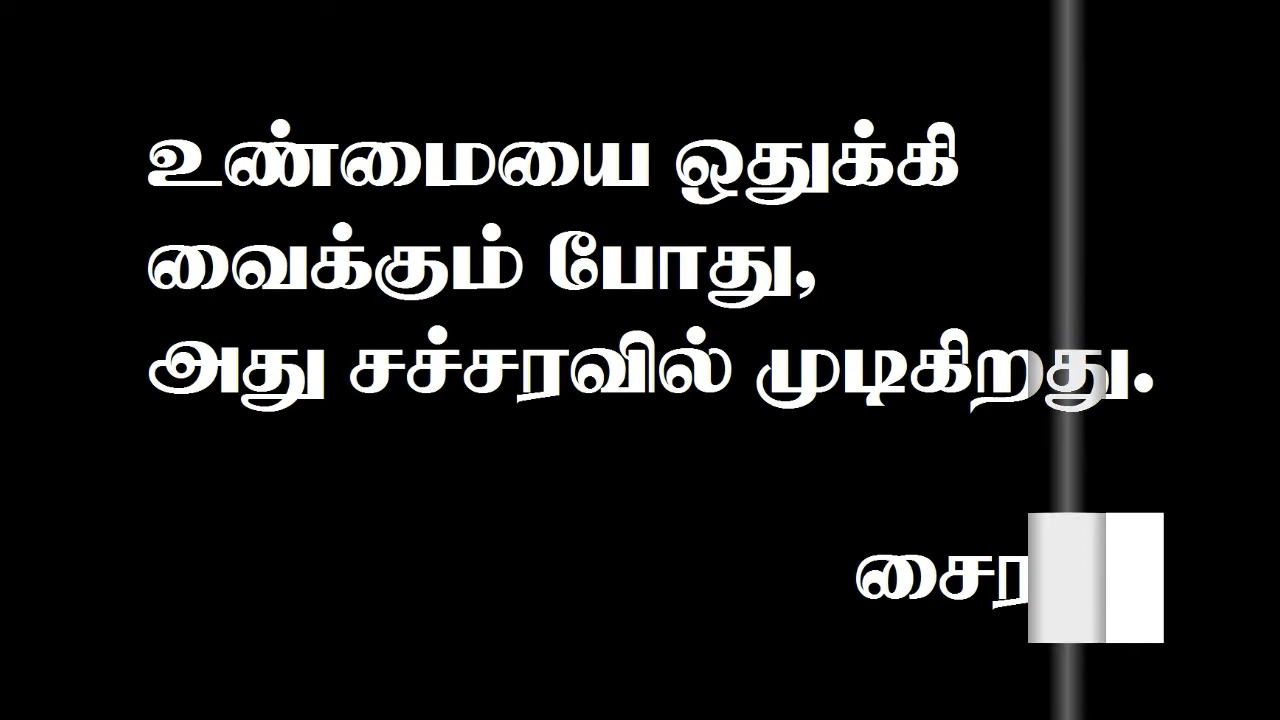 உண்மையை ஒதுக்கி
வைக்கும் போது,
அது சச்சரவில் முடிகிறது.